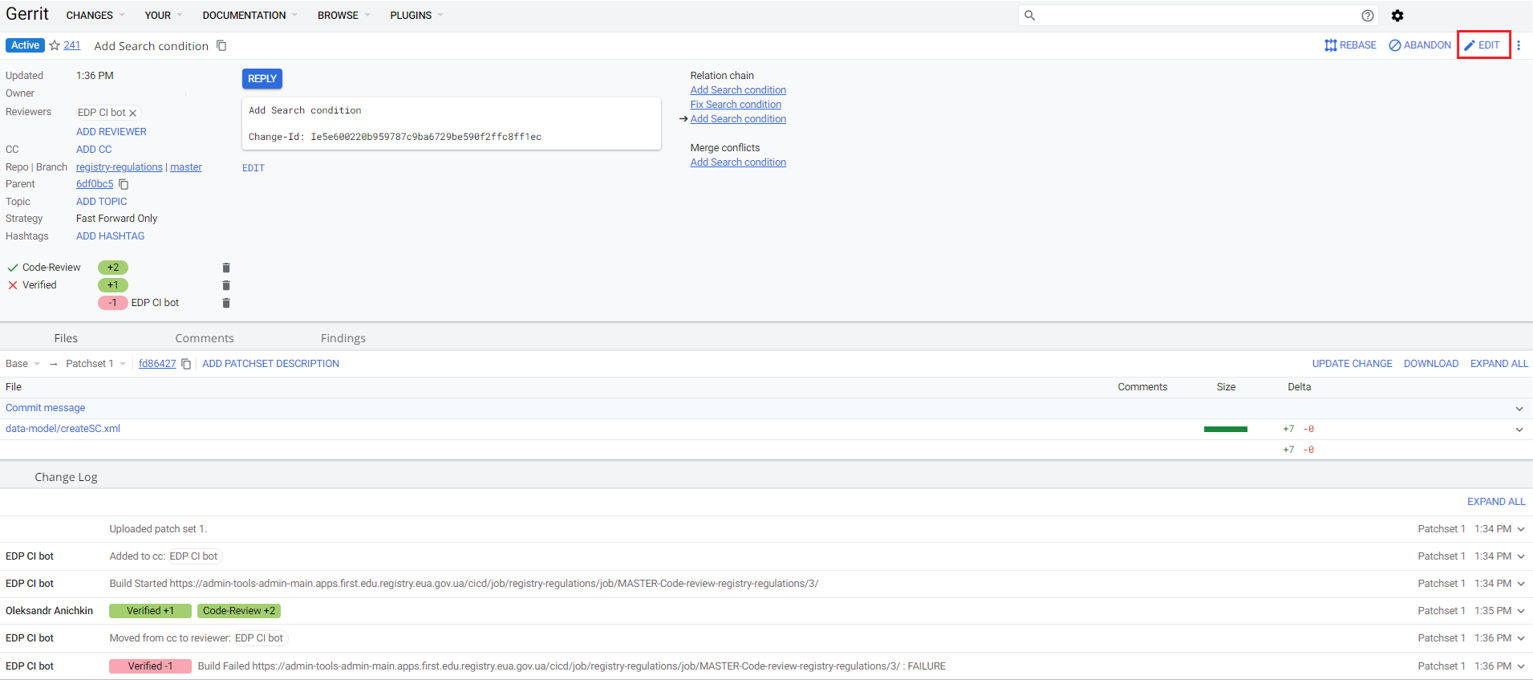 Gerrit CHANGES YOUR DOCUMENTATION BROWSE PLUGINS
Active 241 Add Search condition REBASE ABANDON EDIT
Updated 1:36 PM
Owner
Reviewers EDP CI bot
ADD REVIEWER
CC ADD CC
Repo | Branch registry-regulations | master
Parent 6df0bc5
Topic ADD TOPIC
Strategy Fast Forward Only
Hashtags ADD HASHTAG
Code-Review +2
Verified +1
-1 EDP CI bot
REPLY
Add Search condition
Change-Id: Ie5e600220b959787c9ba6729be590f2ffc8ff1ec
EDIT
Relation chain
Add Search condition
Fix Search condition
→ Add Search condition
Merge conflicts
Add Search condition
Files Comments Findings
Base → Patchset 1 fd86427 ADD PATCHSET DESCRIPTION UPDATE CHANGE DOWNLOAD EXPAND ALL
File Comments Size Delta
Commit message
data-model/createSC.xml +7 -0
+7 -0
Change Log
EXPAND ALL
Uploaded patch set 1. Patchset 1 1:34 PM
EDP CI bot Added to cc: EDP CI bot Patchset 1 1:34 PM
EDP CI bot Build Started https://admin-tools-admin-main.apps.first.edu.registry.eua.gov.ua/cicd/job/registry-regulations/job/MASTER-Code-review-registry-regulations/3/ Patchset 1 1:34 PM
Oleksandr Anichkin Verified +1 Code-Review +2 Patchset 1 1:35 PM
EDP CI bot Moved from cc to reviewer: EDP CI bot Patchset 1 1:36 PM
EDP CI bot Verified -1 Build Failed https://admin-tools-admin-main.apps.first.edu.registry.eua.gov.ua/cicd/job/registry-regulations/job/MASTER-Code-review-registry-regulations/3/ : FAILURE Patchset 1 1:36 PM